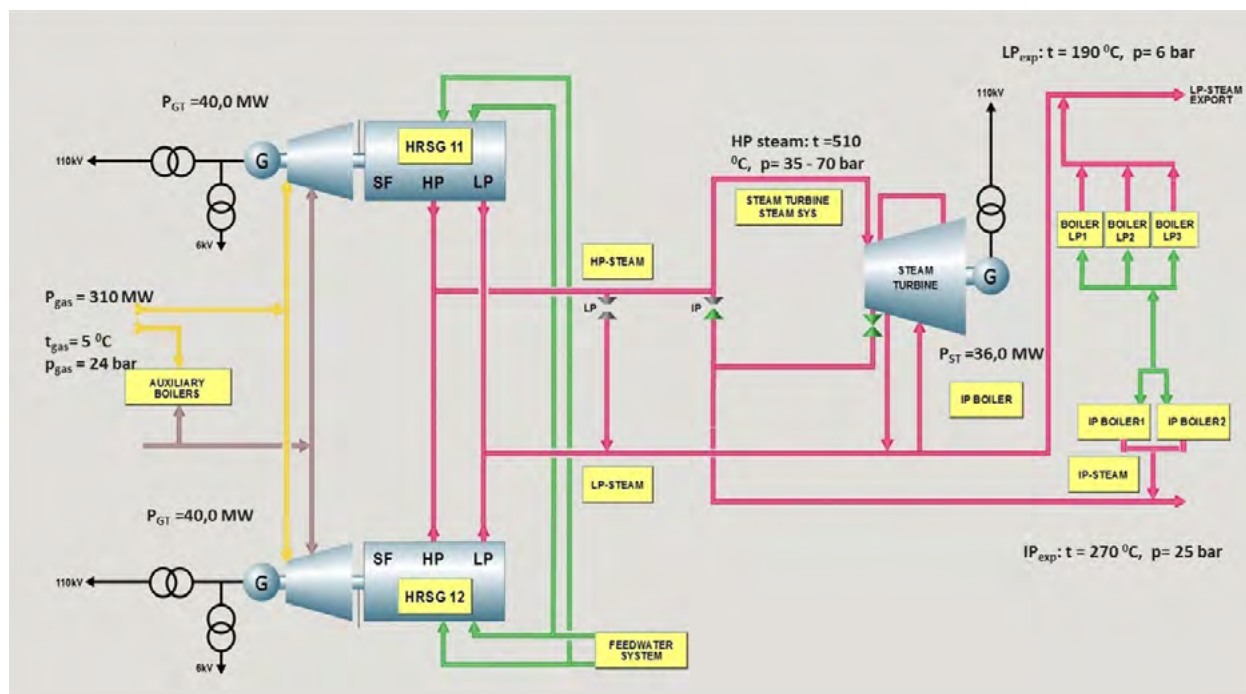 LPexp: t = 190 ⁰C, p= 6 bar
PGT =40,0 MW
110kV
LP-STEAM
EXPORT
HRSG 11
SF HP LP
110kV
G
6kV
HP steam: t =510
⁰C, p= 35 - 70 bar
STEAM TURBINE
STEAM SYS
BOILER
LP1
BOILER
LP2
BOILER
LP3
HP-STEAM
STEAM
TURBINE
G
Pgas = 310 MW
LP
IP
tgas= 5 ⁰C
pgas = 24 bar
PST =36,0 MW
AUXILIARY
BOILERS
IP BOILER
IP BOILER1
IP BOILER2
LP-STEAM
IP-STEAM
PGT =40,0 MW
SF HP LP
IPexp: t = 270 ⁰C, p= 25 bar
110kV
G
HRSG 12
6kV
FEEDWATER
SYSTEM